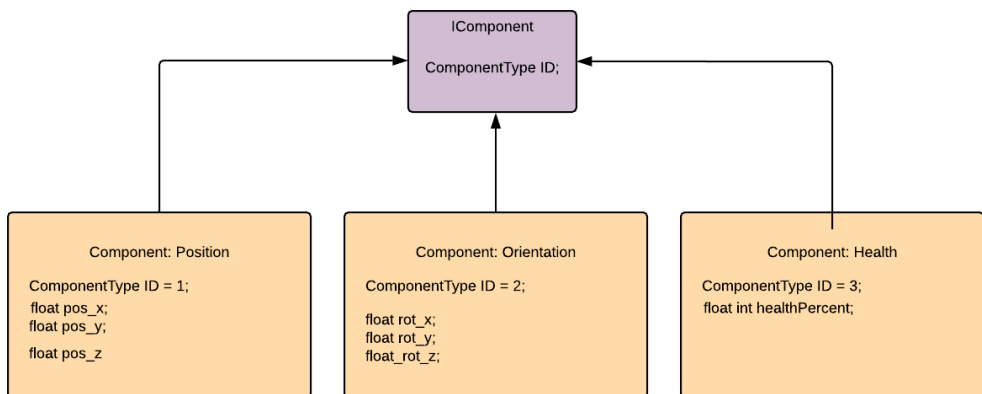 IComponent
ComponentType ID;
Component: Position
ComponentType ID = 1;
float pos_x;
float pos_y;
float pos_z
Component: Orientation
ComponentType ID = 2;
float rot_x;
float rot_y;
float_rot_z;
Component: Health
ComponentType ID = 3;
float int healthPercent;